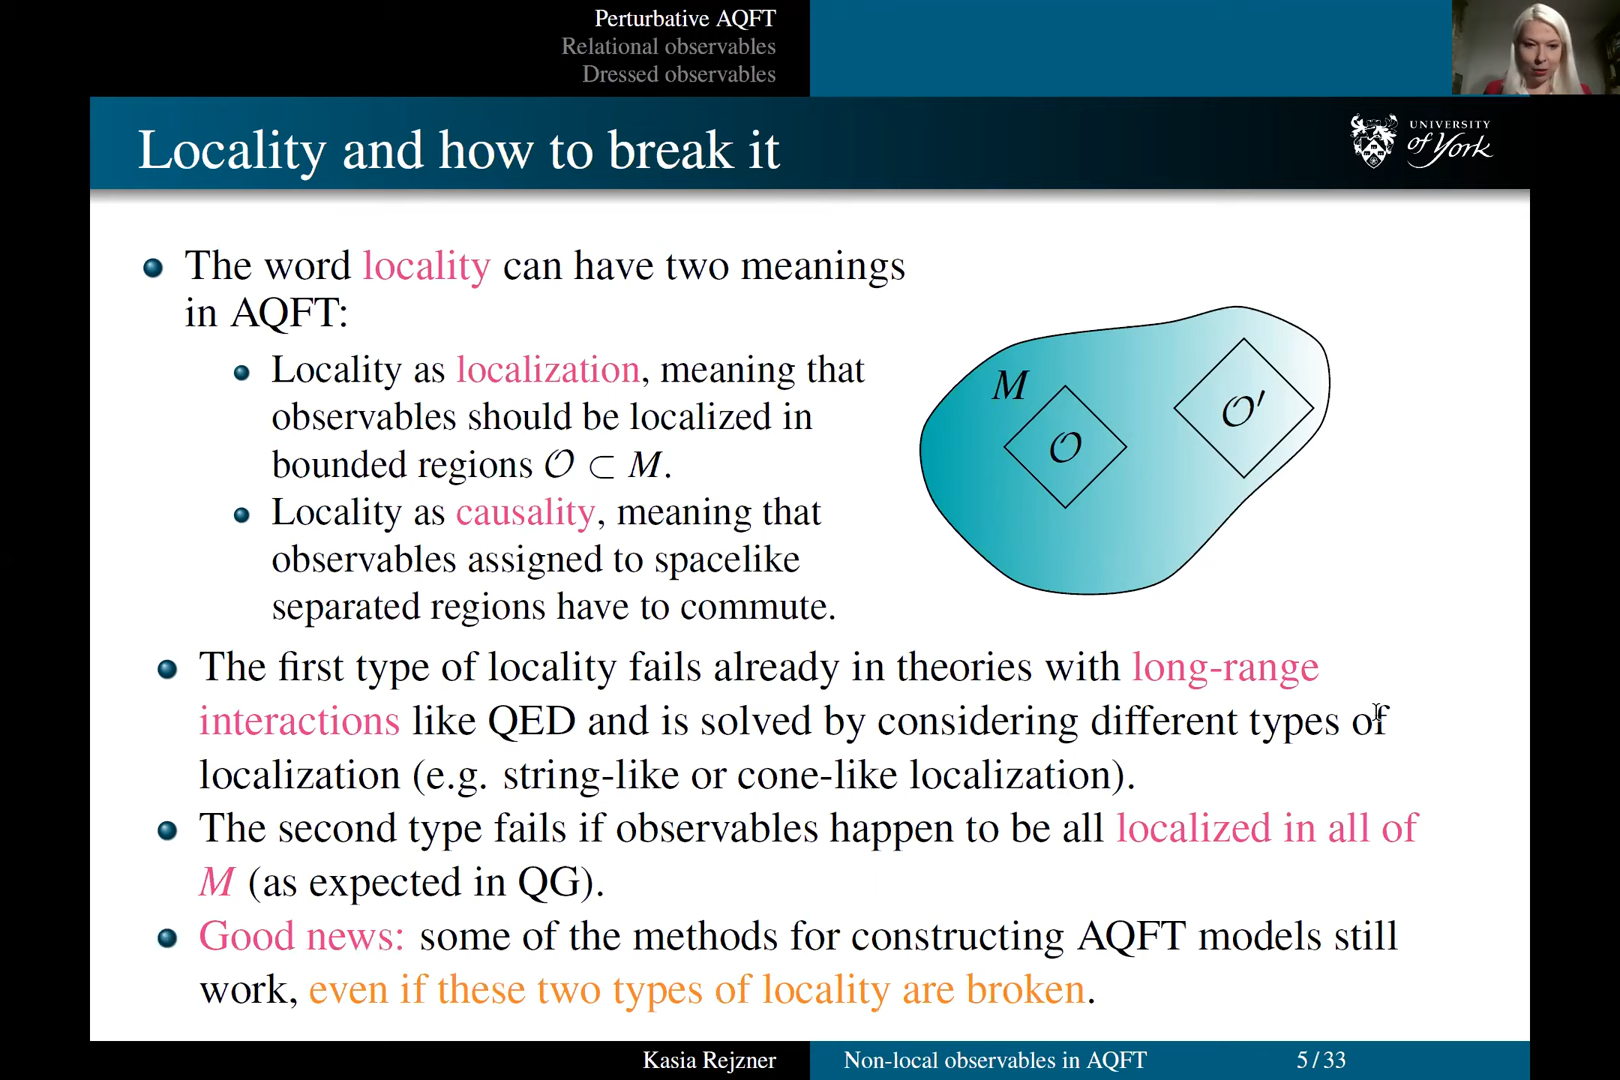 Perturbative AQFT
Relational observables
Dressed observables
Locality and how to break it
UNIVERSITY
of York
The word locality can have two meanings
in AQFT:
Locality as localization, meaning that
observables should be localized in
bounded regions 𝒪 ⊂ M.
Locality as causality, meaning that
observables assigned to spacelike
separated regions have to commute.
M
𝒪
𝒪′
The first type of locality fails already in theories with long-range
interactions like QED and is solved by considering different types of
localization (e.g. string-like or cone-like localization).
The second type fails if observables happen to be all localized in all of
M (as expected in QG).
Good news: some of the methods for constructing AQFT models still
work, even if these two types of locality are broken.
Kasia Rejzner
Non-local observables in AQFT
5 / 33